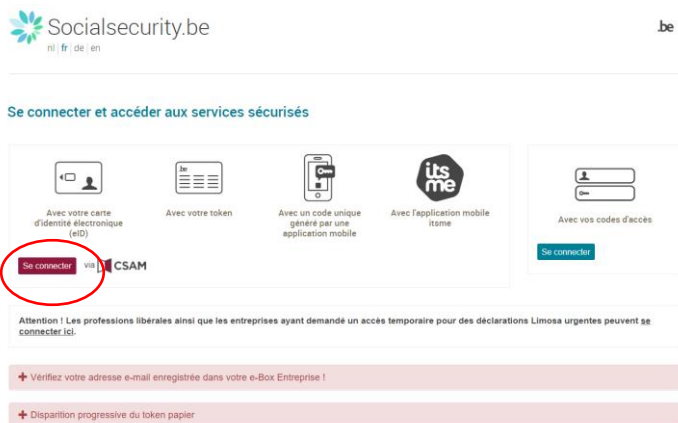 Socialsecurity.be
nl | fr | de | en
.be
Se connecter et accéder aux services sécurisés
Avec votre carte
d'identité électronique
(eID)
Avec votre token
Avec un code unique
généré par une
application mobile
Avec l'application mobile
itsme
Avec vos codes d'accès
.be
its
me
Se connecter
via CSAM
Se connecter
Attention ! Les professions libérales ainsi que les entreprises ayant demandé un accès temporaire pour des déclarations Limosa urgentes peuvent se
connecter ici.
+ Vérifiez votre adresse e-mail enregistrée dans votre e-Box Entreprise !
+ Disparition progressive du token papier